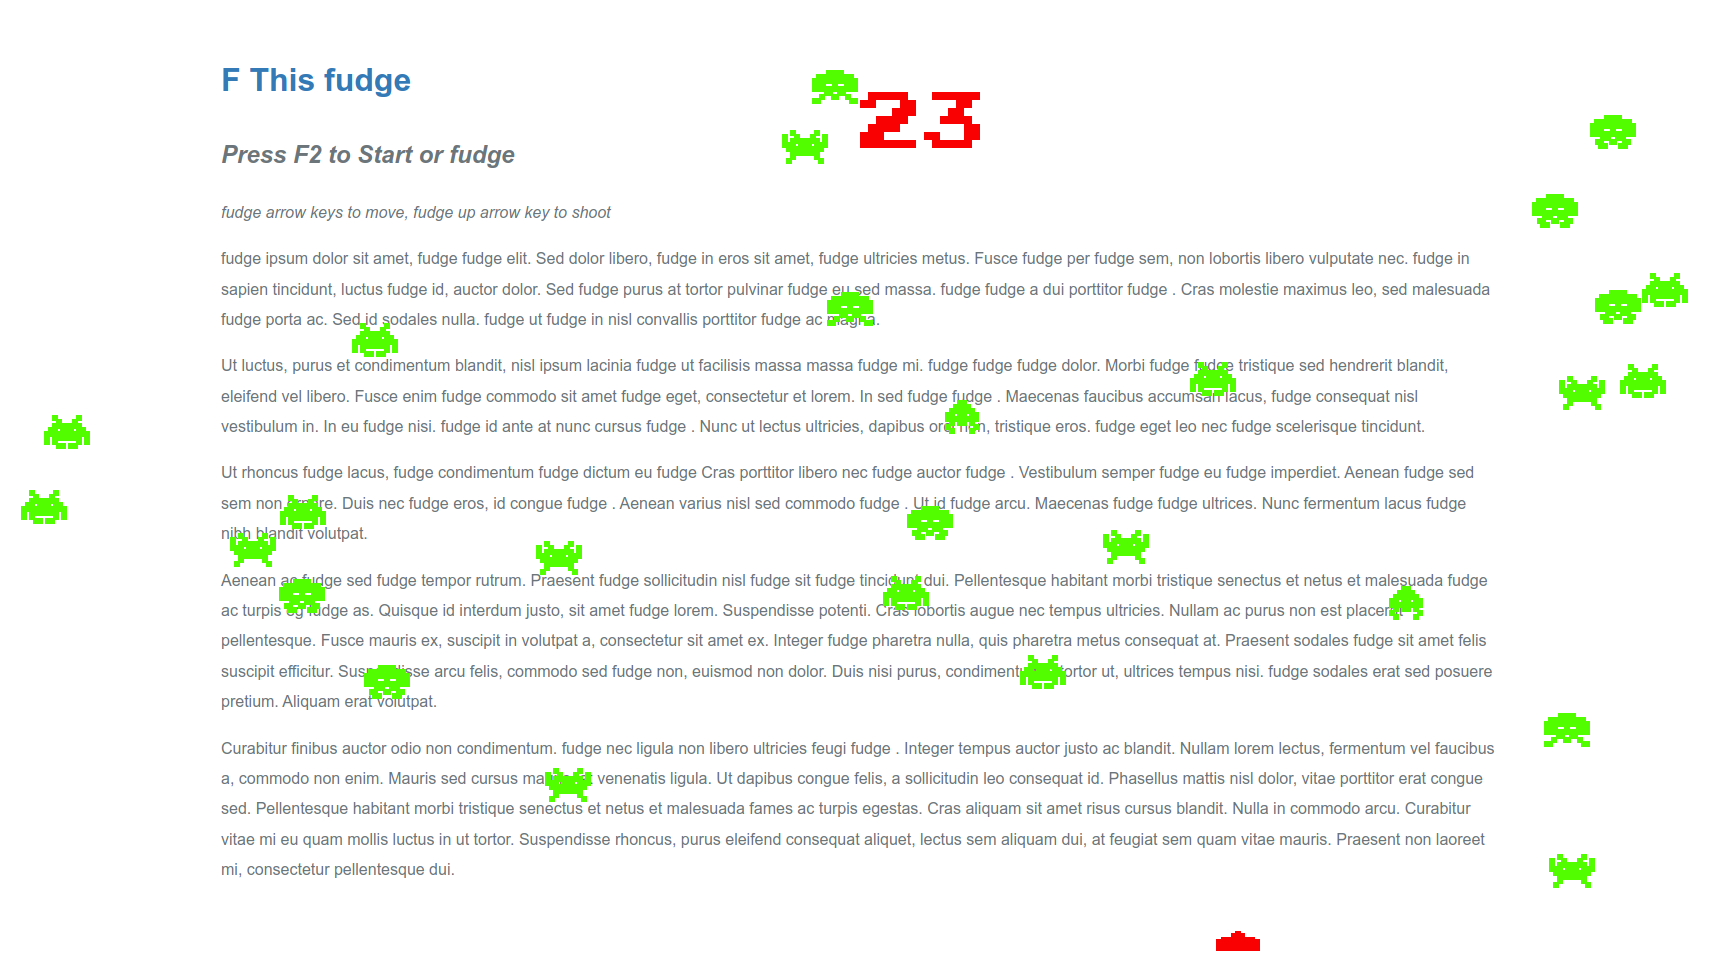 F This fudge
23
Press F2 to Start or fudge
fudge arrow keys to move, fudge up arrow key to shoot
fudge ipsum dolor sit amet, fudge fudge elit. Sed dolor libero, fudge in eros sit amet, fudge ultricies metus. Fusce fudge per fudge sem, non lobortis libero vulputate nec. fudge in
sapien tincidunt, luctus fudge id, auctor dolor. Sed fudge purus at tortor pulvinar fudge eu sed massa. fudge fudge a dui porttitor fudge . Cras molestie maximus leo, sed malesuada
fudge porta ac. Sed id sodales nulla. fudge ut fudge in nisl convallis porttitor fudge ac magna.
Ut luctus, purus et condimentum blandit, nisl ipsum lacinia fudge ut facilisis massa massa fudge mi. fudge fudge fudge dolor. Morbi fudge fudge tristique sed hendrerit blandit,
eleifend vel libero. Fusce enim fudge commodo sit amet fudge eget, consectetur et lorem. In sed fudge fudge . Maecenas faucibus accumsan lacus, fudge consequat nisl
vestibulum in. In eu fudge nisi. fudge id ante at nunc cursus fudge . Nunc ut lectus ultricies, dapibus orci non, tristique eros. fudge eget leo nec fudge scelerisque tincidunt.
Ut rhoncus fudge lacus, fudge condimentum fudge dictum eu fudge Cras porttitor libero nec fudge auctor fudge . Vestibulum semper fudge eu fudge imperdiet. Aenean fudge sed
sem non ornare. Duis nec fudge eros, id congue fudge . Aenean varius nisl sed commodo fudge . Ut id fudge arcu. Maecenas fudge fudge ultrices. Nunc fermentum lacus fudge
nibh blandit volutpat.
Aenean ac fudge sed fudge tempor rutrum. Praesent fudge sollicitudin nisl fudge sit fudge tincidunt dui. Pellentesque habitant morbi tristique senectus et netus et malesuada fudge
ac turpis eg fudge as. Quisque id interdum justo, sit amet fudge lorem. Suspendisse potenti. Cras lobortis augue nec tempus ultricies. Nullam ac purus non est placerat
pellentesque. Fusce mauris ex, suscipit in volutpat a, consectetur sit amet ex. Integer fudge pharetra nulla, quis pharetra metus consequat at. Praesent sodales fudge sit amet felis
suscipit efficitur. Suspendisse arcu felis, commodo sed fudge non, euismod non dolor. Duis nisi purus, condimentum tortor ut, ultrices tempus nisi. fudge sodales erat sed posuere
pretium. Aliquam erat volutpat.
Curabitur finibus auctor odio non condimentum. fudge nec ligula non libero ultricies feugi fudge . Integer tempus auctor justo ac blandit. Nullam lorem lectus, fermentum vel faucibus
a, commodo non enim. Mauris sed cursus venenatis ligula. Ut dapibus congue felis, a sollicitudin leo consequat id. Phasellus mattis nisl dolor, vitae porttitor erat congue
sed. Pellentesque habitant morbi tristique senectus et netus et malesuada fames ac turpis egestas. Cras aliquam sit amet risus cursus blandit. Nulla in commodo arcu. Curabitur
vitae mi eu quam mollis luctus in ut tortor. Suspendisse rhoncus, purus eleifend consequat aliquet, lectus sem aliquam dui, at feugiat sem quam vitae mauris. Praesent non laoreet
mi, consectetur pellentesque dui.